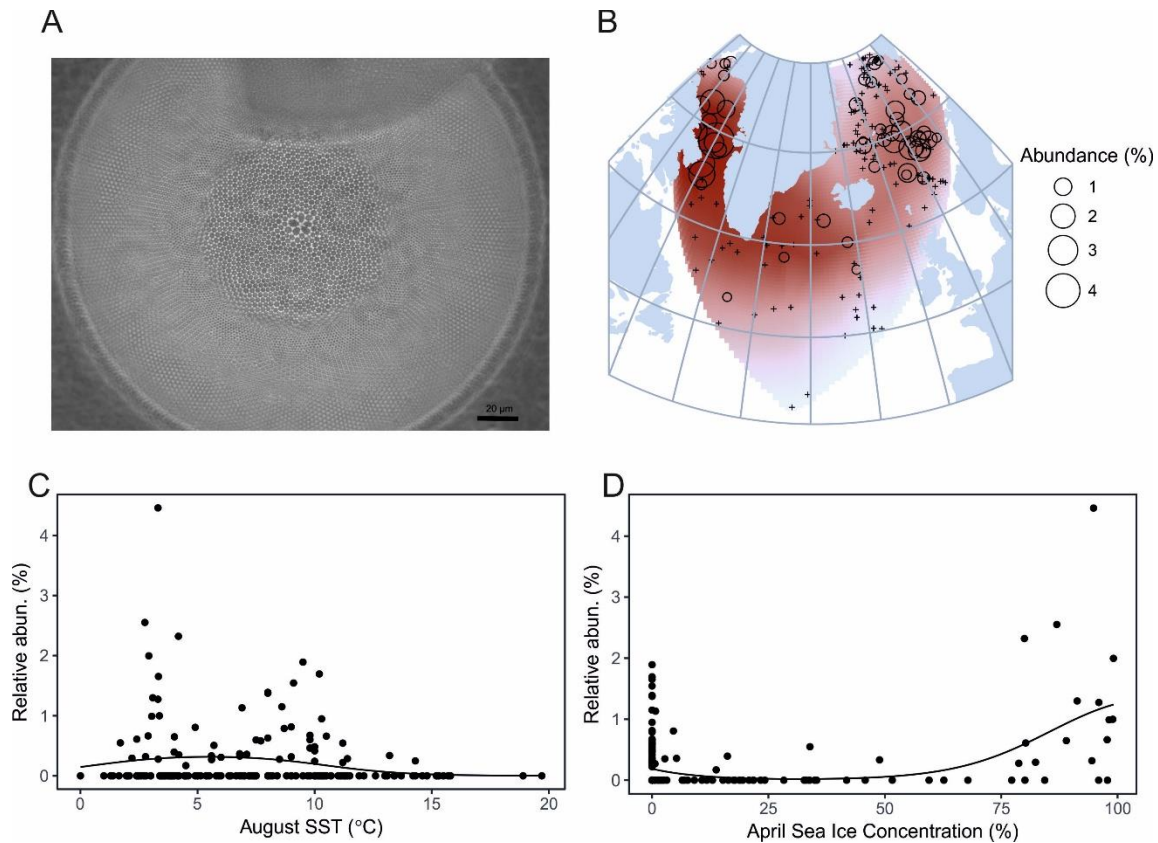 A
B
20 µm
Abundance (%)
1
2
3
4
C
D
4
3
2
1
0
Relative abun. (%)
0 5 10 15 20
August SST (°C)
4
3
2
1
0
Relative abun. (%)
0 25 50 75 100
April Sea Ice Concentration (%)